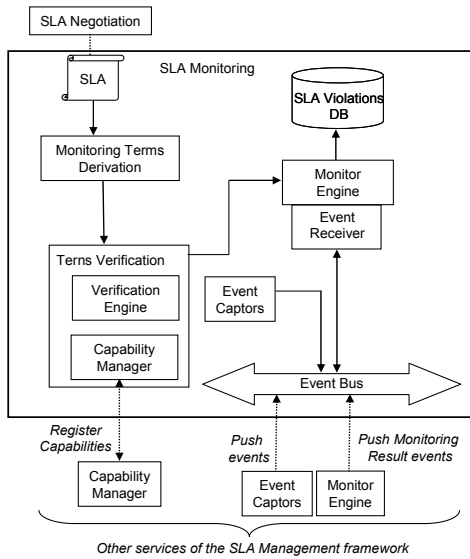 SLA Negotiation
SLA Monitoring
SLA
SLA Violations
DB
Monitoring Terms
Derivation
Monitor
Engine
Event
Receiver
Terns Verification
Verification
Engine
Event
Captors
Capability
Manager
Event Bus
Register
Capabilities
Push
events
Push Monitoring
Result events
Capability
Manager
Event
Captors
Monitor
Engine
Other services of the SLA Management framework